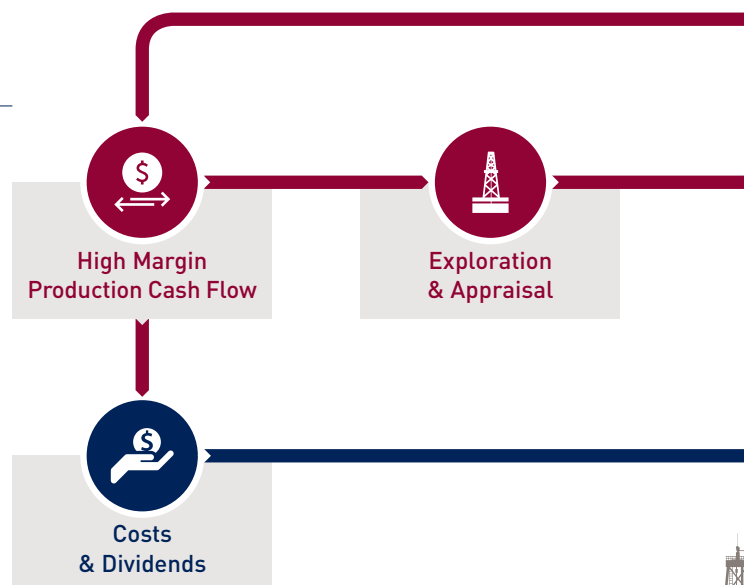 $
High Margin
Production Cash Flow
Exploration
& Appraisal
$
Costs
& Dividends